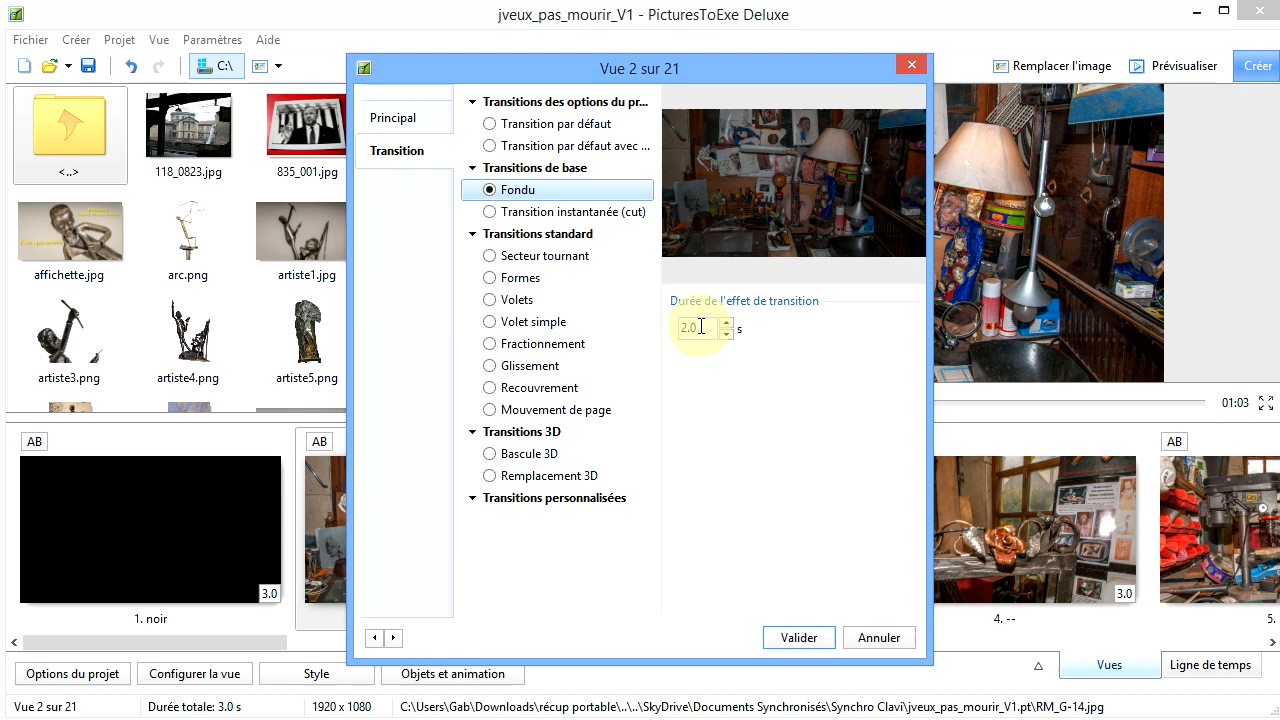 jveux_pas_mourir_V1 - PicturesToExe Deluxe
Fichier Créer Projet Vue Paramètres Aide
C:\
Remplacer l'image Prévisualiser Créer
<..> 118_0823.jpg 835_001.jpg
affichette.jpg arc.png artiste1.jpg
artiste3.png artiste4.png artiste5.png
Vue 2 sur 21
Principal
Transition
Transitions des options du pr...
Transition par défaut
Transition par défaut avec ...
Transitions de base
Fondu
Transition instantanée (cut)
Transitions standard
Secteur tournant
Formes
Volets
Volet simple
Fractionnement
Glissement
Recouvrement
Mouvement de page
Transitions 3D
Bascule 3D
Remplacement 3D
Transitions personnalisées
Durée de l'effet de transition
2.0 s
Valider Annuler
01:03
AB AB AB
3.0 3.0
1. noir 4. -- 5.
Options du projet Configurer la vue Style Objets et animation Vues Ligne de temps
Vue 2 sur 21 Durée totale: 3.0 s 1920 x 1080 C:\Users\Gab\Downloads\récup portable\..\..\SkyDrive\Documents Synchronisés\Synchro Clavi\jveux_pas_mourir_V1.pt\RM_G-14.jpg